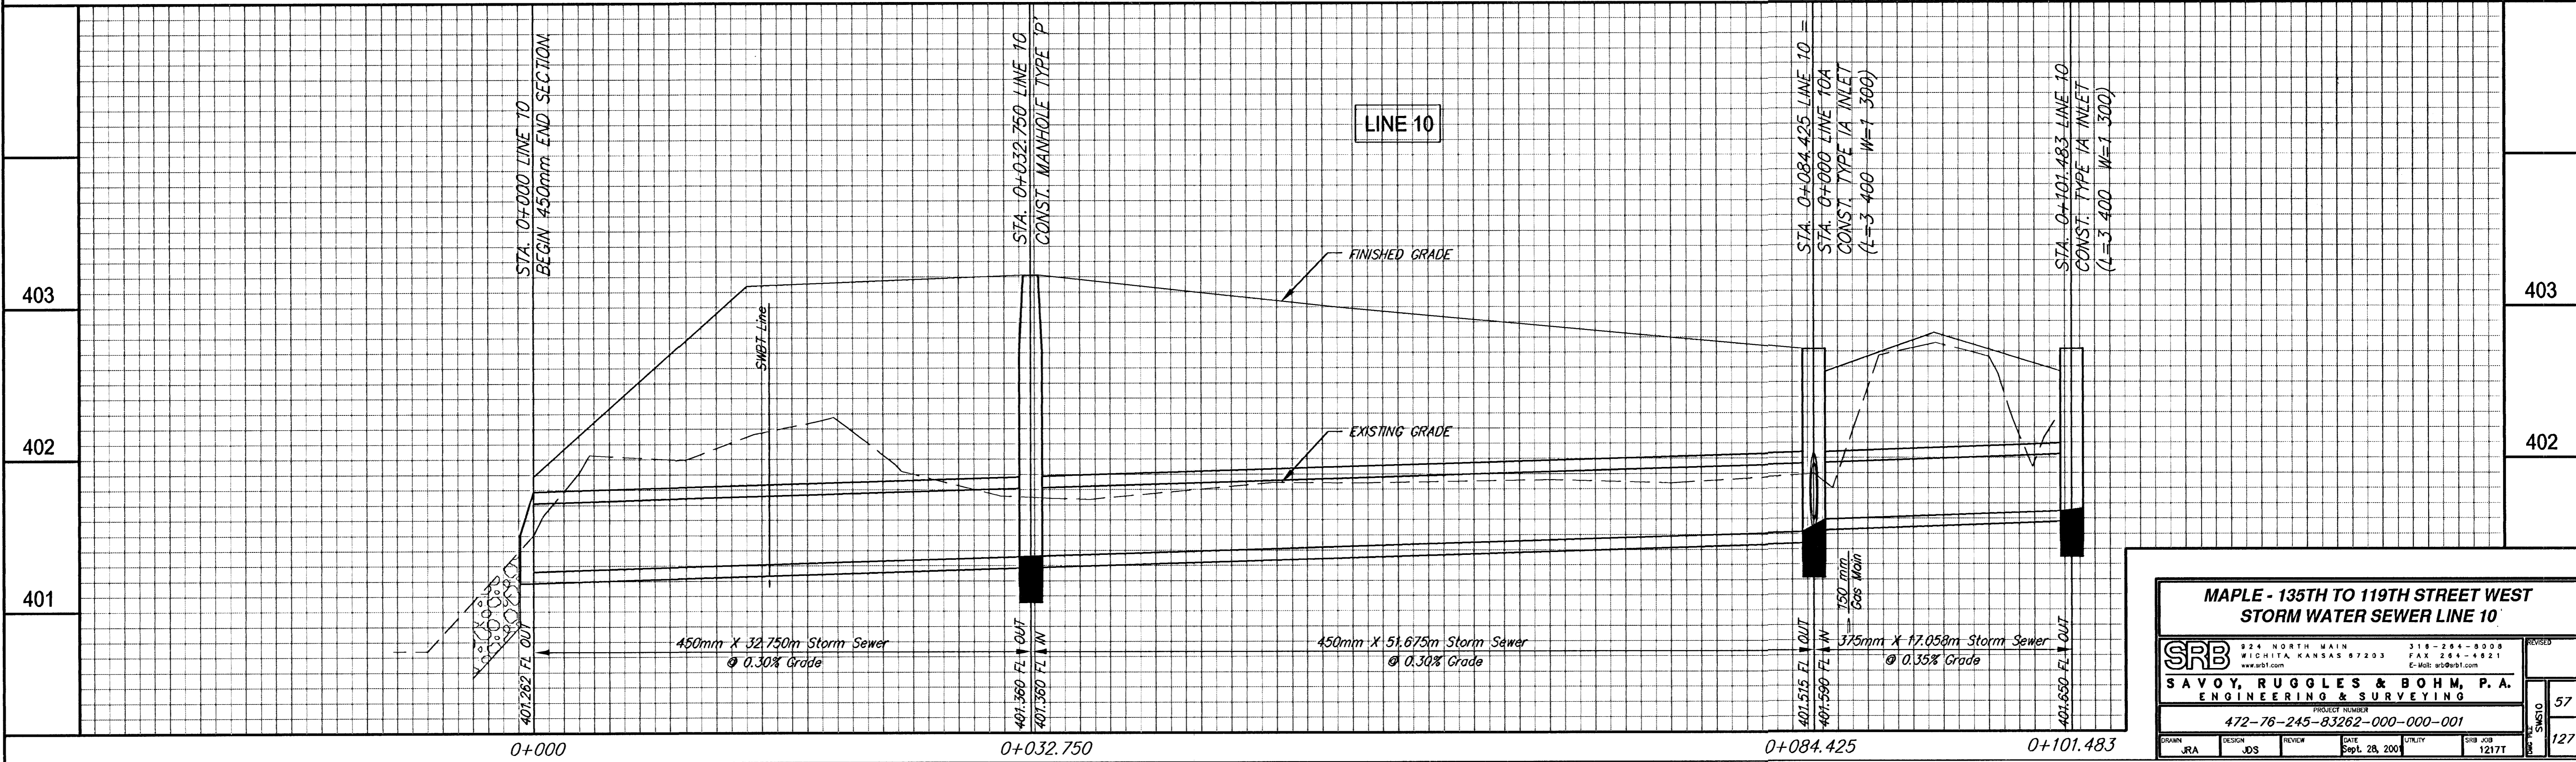 STA. 0+000 LINE 10
BEGIN 450mm END SECTION
STA. 0+032.750 LINE 10
CONST. MANHOLE TYPE 'P'
LINE 10
STA. 0+084.425 LINE 10 =
STA. 0+000 LINE 10A
CONST. TYPE IA INLET
(L=3 400 W=1 300)
STA. 0+101.483 LINE 10
CONST. TYPE IA INLET
(L=3 400 W=1 300)
FINISHED GRADE
403
403
SWBT Line
EXISTING GRADE
402
402
401
150 mm
Gas Main
401.262 FL OUT
450mm X 32.750m Storm Sewer
@ 0.30% Grade
401.360 FL OUT
401.360 FL IN
450mm X 51.675m Storm Sewer
@ 0.30% Grade
401.515 FL OUT
401.590 FL IN
375mm X 17.058m Storm Sewer
@ 0.35% Grade
401.650 FL OUT
0+000
0+032.750
0+084.425
0+101.483
MAPLE - 135TH TO 119TH STREET WEST
STORM WATER SEWER LINE 10
SRB
924 NORTH MAIN
WICHITA, KANSAS 67203
www.srb1.com
316-264-8008
FAX 264-4621
E-Mail: srb@srb1.com
REVISED
SAVOY, RUGGLES & BOHM, P.A.
ENGINEERING & SURVEYING
PROJECT NUMBER
472-76-245-83262-000-000-001
DRAWN
JRA
DESIGN
JDS
REVIEW
DATE
Sept. 28, 2001
UTILITY
SRB JOB
1217T
DWG FILE
SWS10
57
127